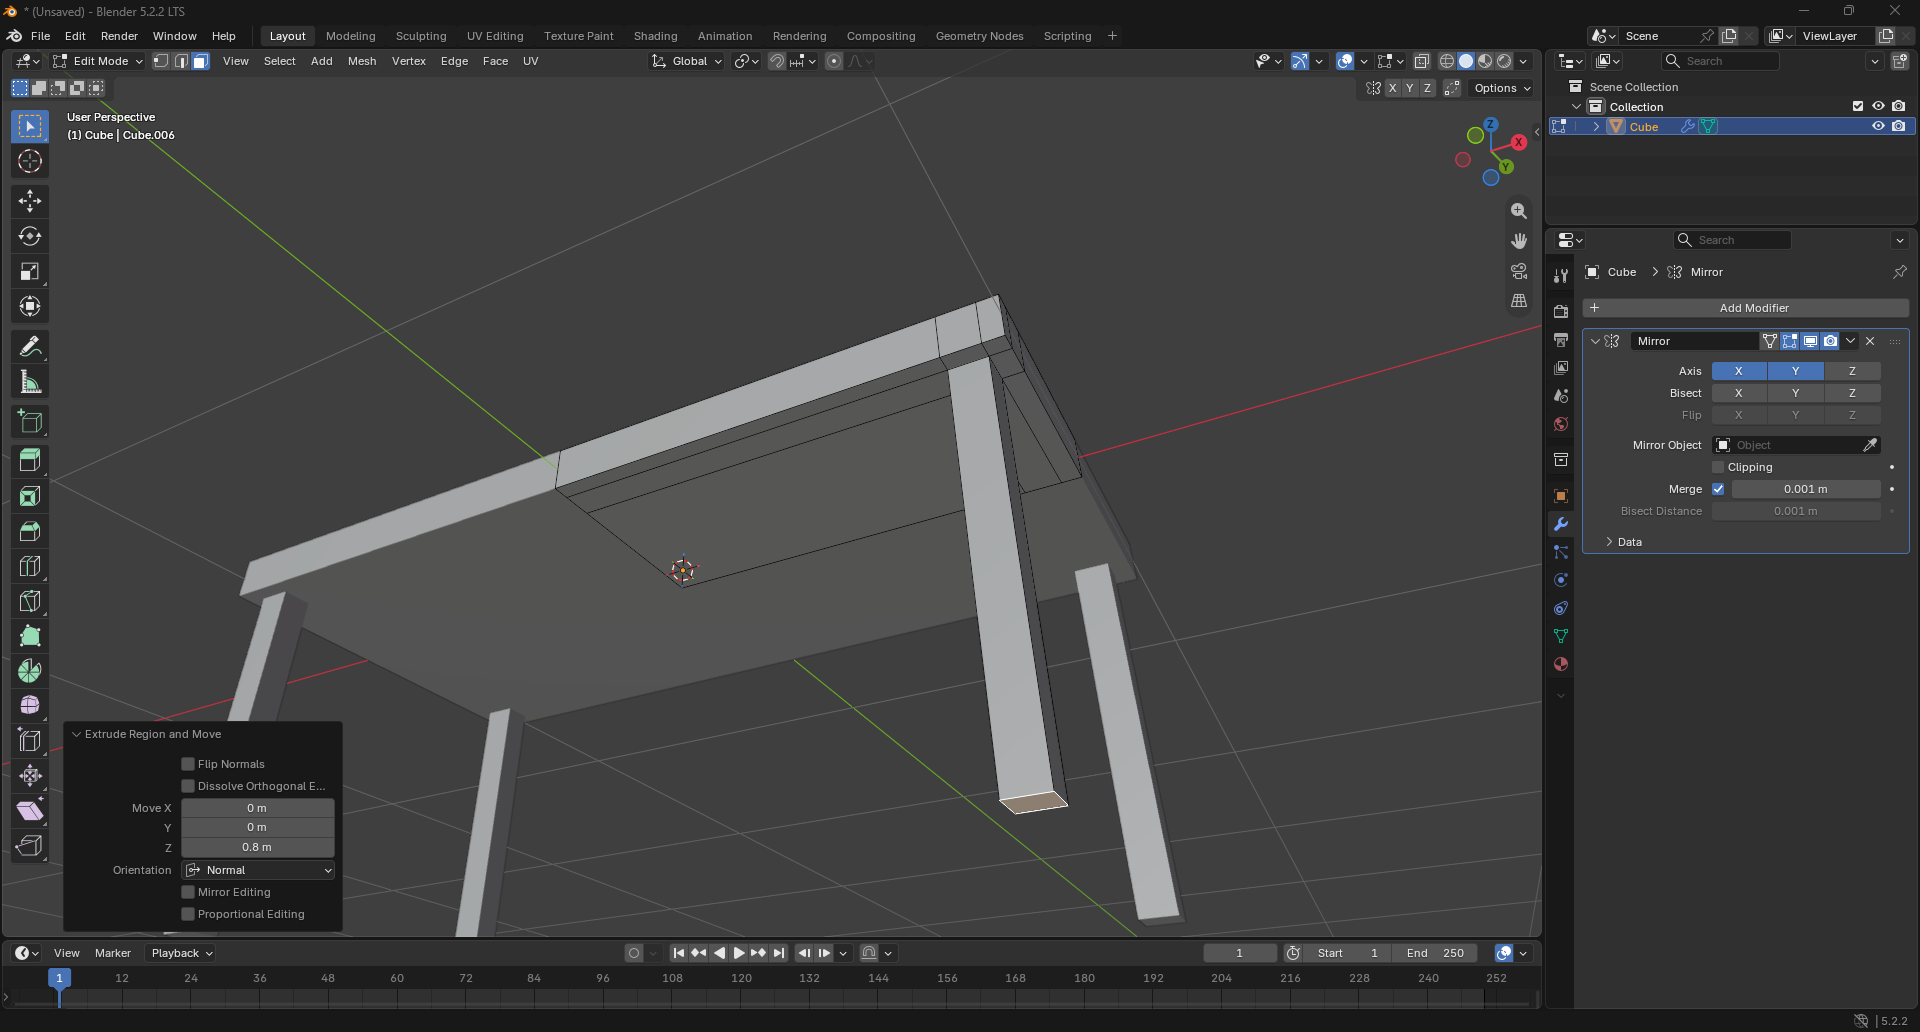 * (Unsaved) - Blender 5.2.2 LTS
File Edit Render Window Help Layout Modeling Sculpting UV Editing Texture Paint Shading Animation Rendering Compositing Geometry Nodes Scripting + Scene ViewLayer
Edit Mode View Select Add Mesh Vertex Edge Face UV Global Search
X Y Z Options
User Perspective
(1) Cube | Cube.006
Scene Collection
Collection
Cube
Z
X
Y
Search
Cube > Mirror
+ Add Modifier
Mirror
Axis X Y Z
Bisect X Y Z
Flip X Y Z
Mirror Object Object
Clipping
Merge 0.001 m
Bisect Distance 0.001 m
Data
Extrude Region and Move
Flip Normals
Dissolve Orthogonal E...
Move X 0 m
Y 0 m
Z 0.8 m
Orientation Normal
Mirror Editing
Proportional Editing
View Marker Playback 1 Start 1 End 250
1 12 24 36 48 60 72 84 96 108 120 132 144 156 168 180 192 204 216 228 240 252
5.2.2